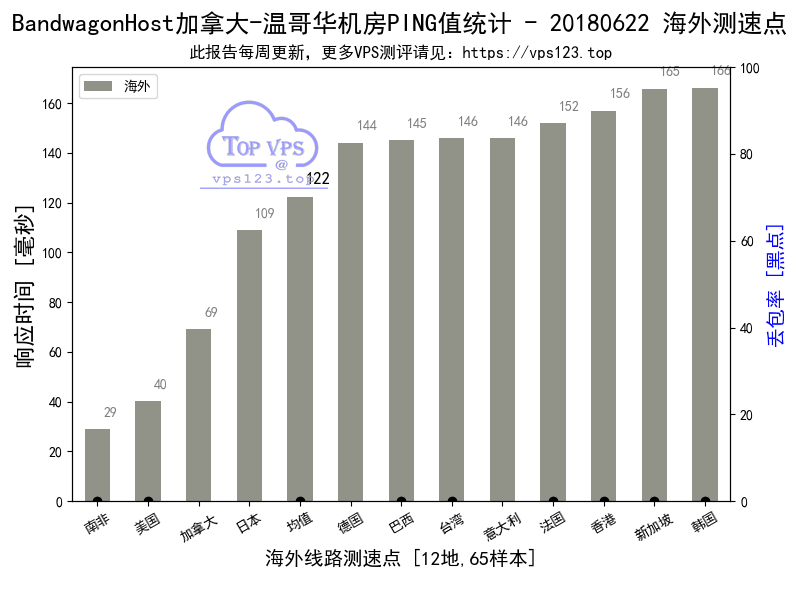 BandwagonHost加拿大-温哥华机房PING值统计 - 20180622 海外测速点
此报告每周更新，更多VPS测评请见：https://vps123.top
海外
TOP VPS
@
vps123.top
响应时间 [毫秒]
160
140
120
100
80
60
40
20
0
29
40
69
109
122
144
145
146
146
152
156
165
166
100
80
60
40
20
0
丢包率 [黑点]
南非
美国
加拿大
日本
均值
德国
巴西
台湾
意大利
法国
香港
新加坡
韩国
海外线路测速点 [12地,65样本]